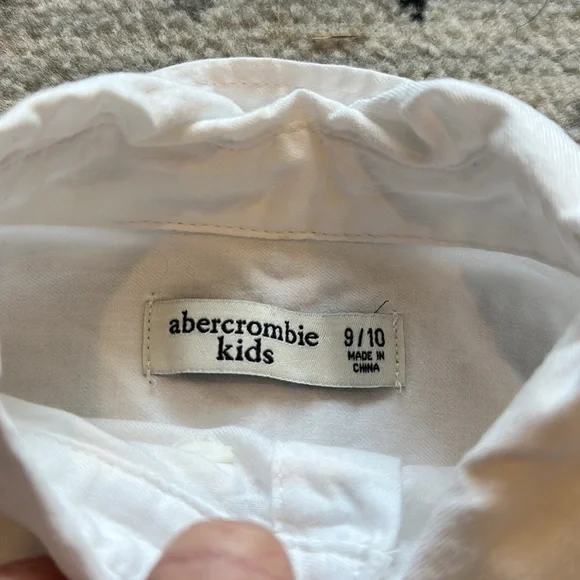 abercrombie
kids
9/10
MADE IN
CHINA